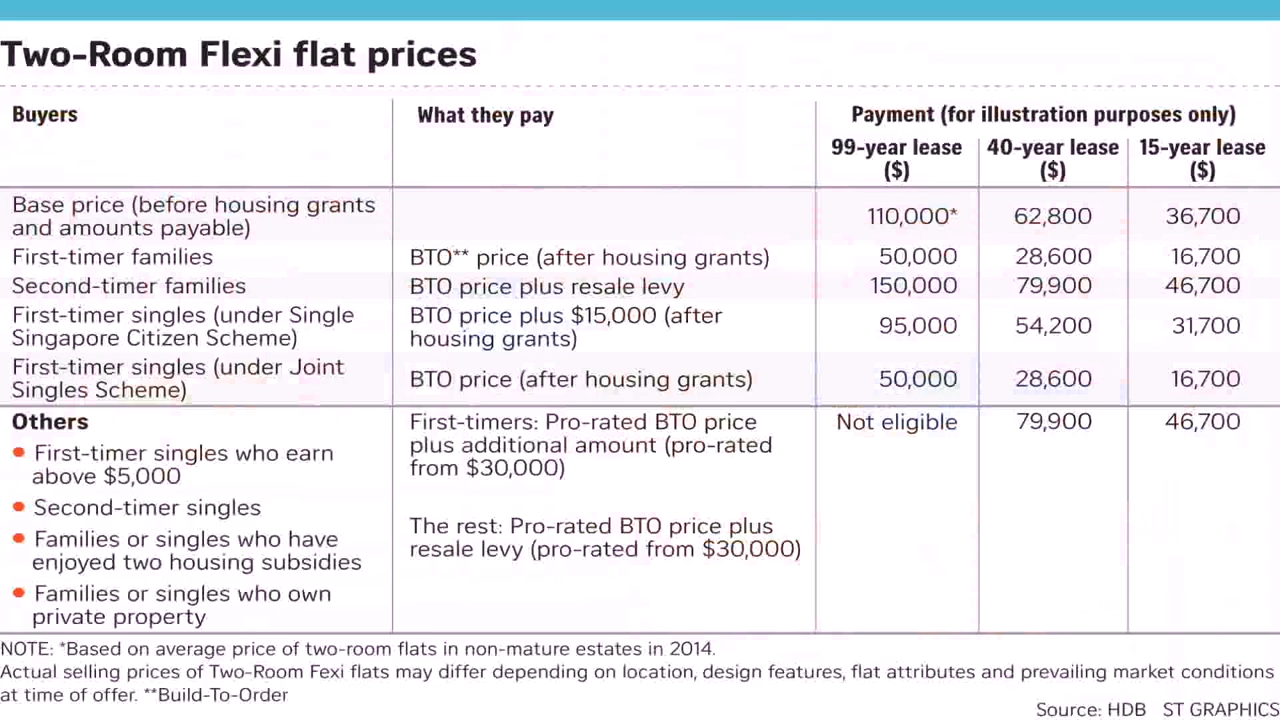 Two-Room Flexi flat prices
Buyers
What they pay
Payment (for illustration purposes only)
99-year lease ($)
40-year lease ($)
15-year lease ($)
Base price (before housing grants
and amounts payable)
110,000*
62,800
36,700
First-timer families
BTO** price (after housing grants)
50,000
28,600
16,700
Second-timer families
BTO price plus resale levy
150,000
79,900
46,700
First-timer singles (under Single
Singapore Citizen Scheme)
BTO price plus $15,000 (after
housing grants)
95,000
54,200
31,700
First-timer singles (under Joint
Singles Scheme)
BTO price (after housing grants)
50,000
28,600
16,700
Others
• First-timer singles who earn
above $5,000
• Second-timer singles
• Families or singles who have
enjoyed two housing subsidies
• Families or singles who own
private property
First-timers: Pro-rated BTO price
plus additional amount (pro-rated
from $30,000)
The rest: Pro-rated BTO price plus
resale levy (pro-rated from $30,000)
Not eligible
79,900
46,700
NOTE: *Based on average price of two-room flats in non-mature estates in 2014.
Actual selling prices of Two-Room Fexi flats may differ depending on location, design features, flat attributes and prevailing market conditions
at time of offer. **Build-To-Order
Source: HDB ST GRAPHICS